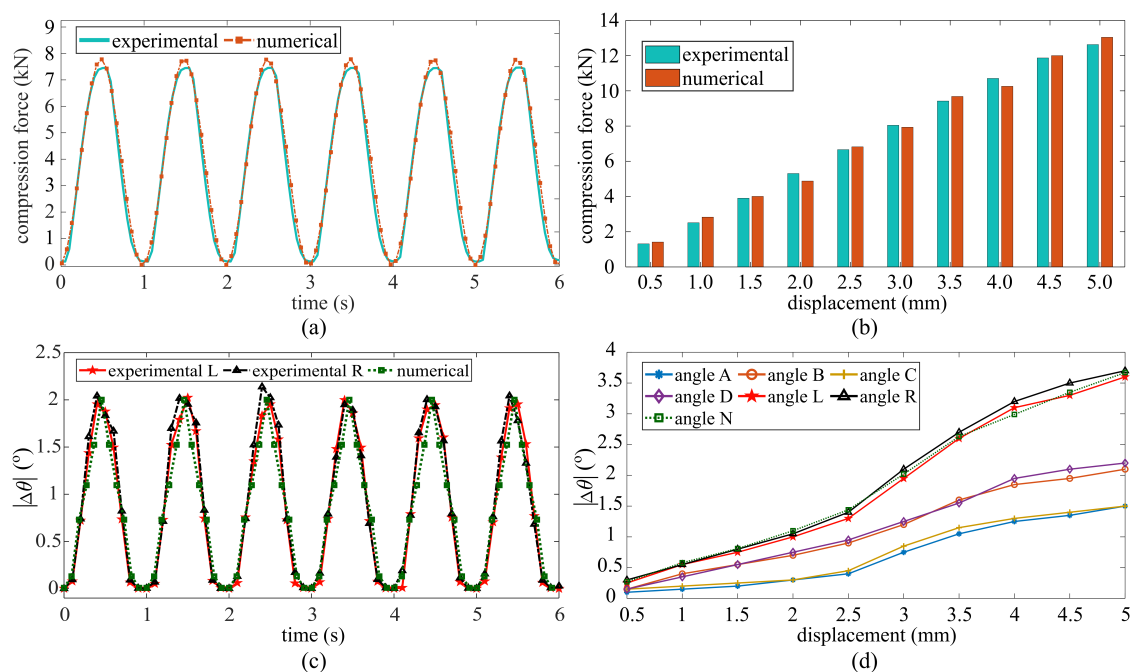 (a)
9
8
7
6
5
4
3
2
1
0
compression force (kN)
experimental numerical
0 1 2 3 4 5 6
time (s)
(b)
14
12
10
8
6
4
2
0
compression force (kN)
experimental
numerical
0.5 1.0 1.5 2.0 2.5 3.0 3.5 4.0 4.5 5.0
displacement (mm)
(c)
2.5
2
1.5
1
0.5
0
|Δθ| (º)
experimental L experimental R numerical
0 1 2 3 4 5 6
time (s)
(d)
4
3.5
3
2.5
2
1.5
1
0.5
0
|Δθ| (º)
angle A angle B angle C
angle D angle L angle R
angle N
0.5 1 1.5 2 2.5 3 3.5 4 4.5 5
displacement (mm)